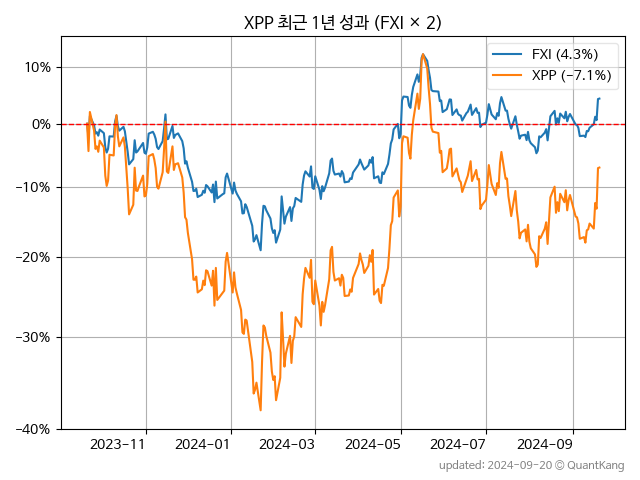 XPP 최근 1년 성과 (FXI × 2)
FXI (4.3%)
XPP (−7.1%)
10%
0%
−10%
−20%
−30%
−40%
2023−11 2024−01 2024−03 2024−05 2024−07 2024−09
updated: 2024-09-20 © QuantKang